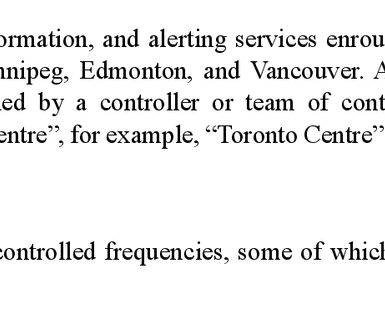 ormation, and alerting services enrou
nnipeg, Edmonton, and Vancouver. A
ed by a controller or team of cont
entre”, for example, “Toronto Centre”
controlled frequencies, some of which